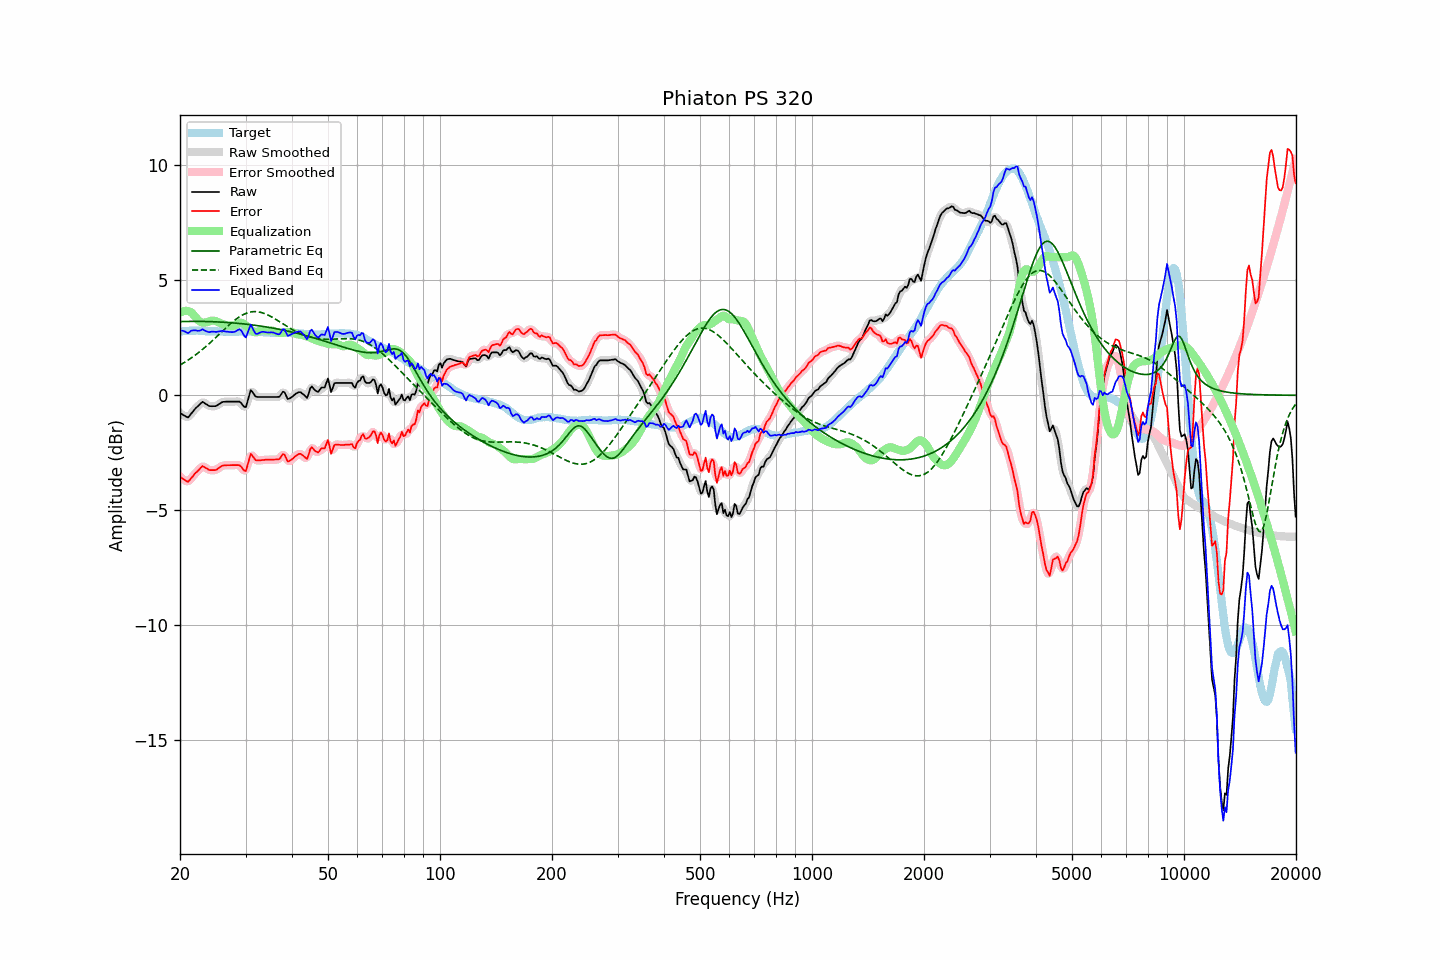 Phiaton PS 320
Target
Raw Smoothed
Error Smoothed
Raw
Error
Equalization
Parametric Eq
Fixed Band Eq
Equalized
10
5
0
−5
−10
−15
Amplitude (dBr)
20
50
100
200
500
1000
2000
5000
10000
20000
Frequency (Hz)